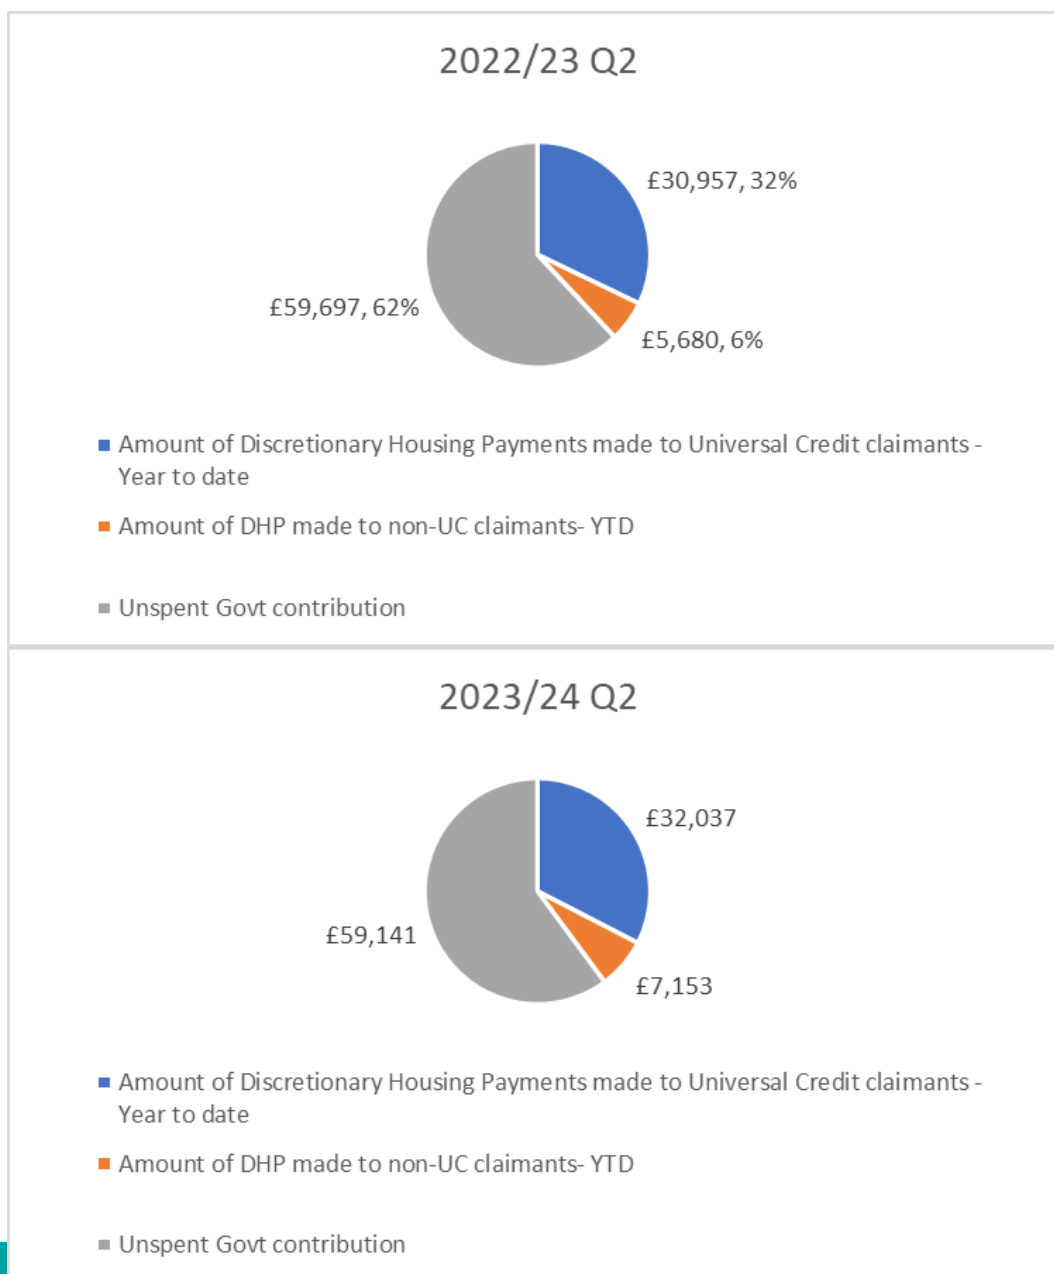 2022/23 Q2
£30,957, 32%
£59,697, 62%
£5,680, 6%
Amount of Discretionary Housing Payments made to Universal Credit claimants -
Year to date
Amount of DHP made to non-UC claimants- YTD
Unspent Govt contribution
2023/24 Q2
£32,037
£59,141
£7,153
Amount of Discretionary Housing Payments made to Universal Credit claimants -
Year to date
Amount of DHP made to non-UC claimants- YTD
Unspent Govt contribution